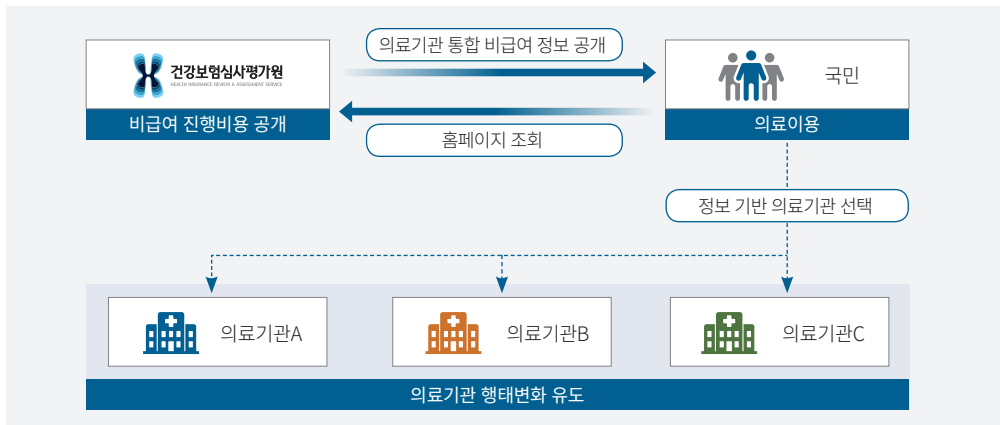 의료기관 통합 비급여 정보 공개
건강보험심사평가원
HEALTH INSURANCE REVIEW & ASSESSMENT SERVICE
국민
비급여 진행비용 공개
의료이용
홈페이지 조회
정보 기반 의료기관 선택
의료기관A
의료기관B
의료기관C
의료기관 행태변화 유도